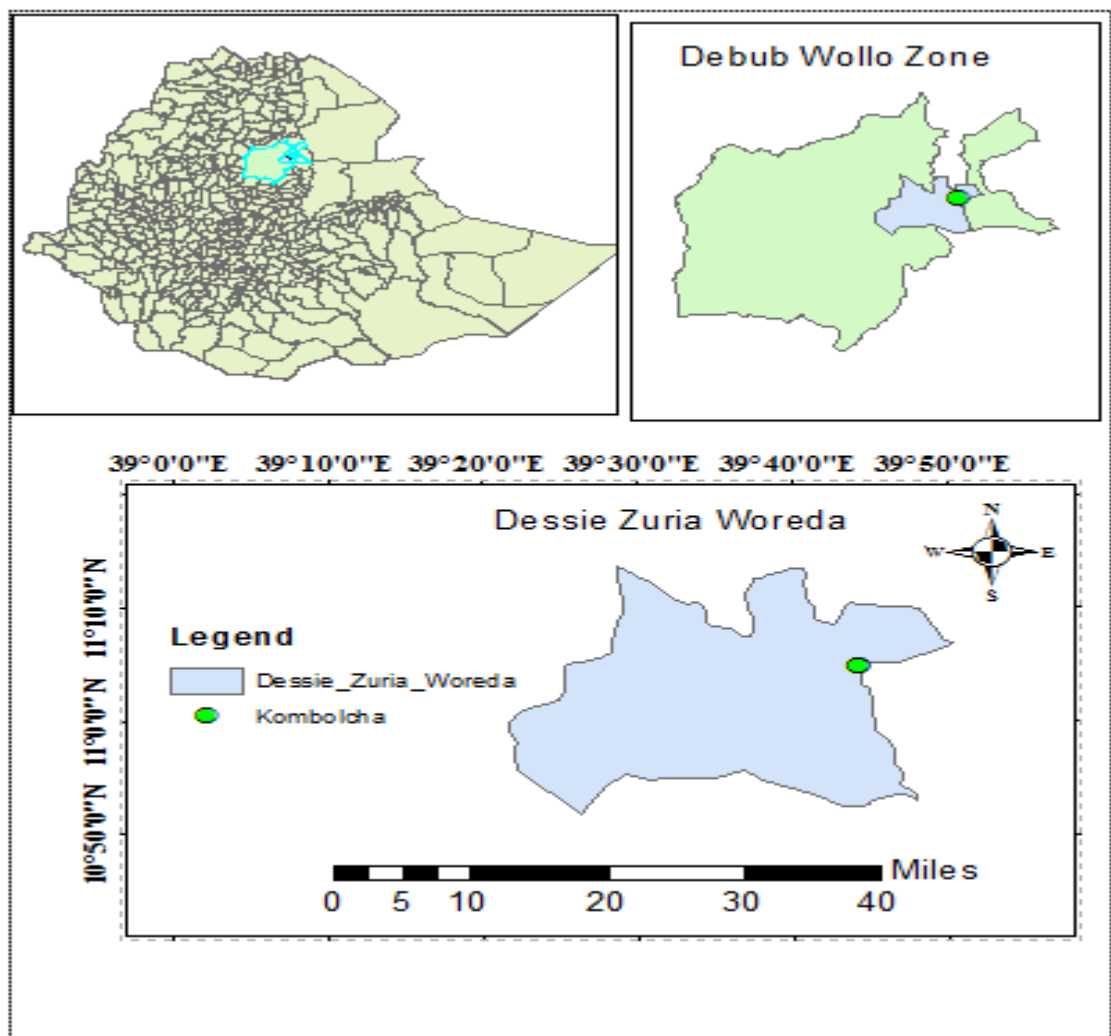 Debub Wollo Zone
39°0'0"E 39°10'0"E 39°20'0"E 39°30'0"E 39°40'0"E 39°50'0"E
Dessie Zuria Woreda
N
W E
S
11°10'0"N
11°0'0"N
10°50'0"N
Legend
Dessie_Zuria_Woreda
Kombolcha
Miles
0 5 10 20 30 40